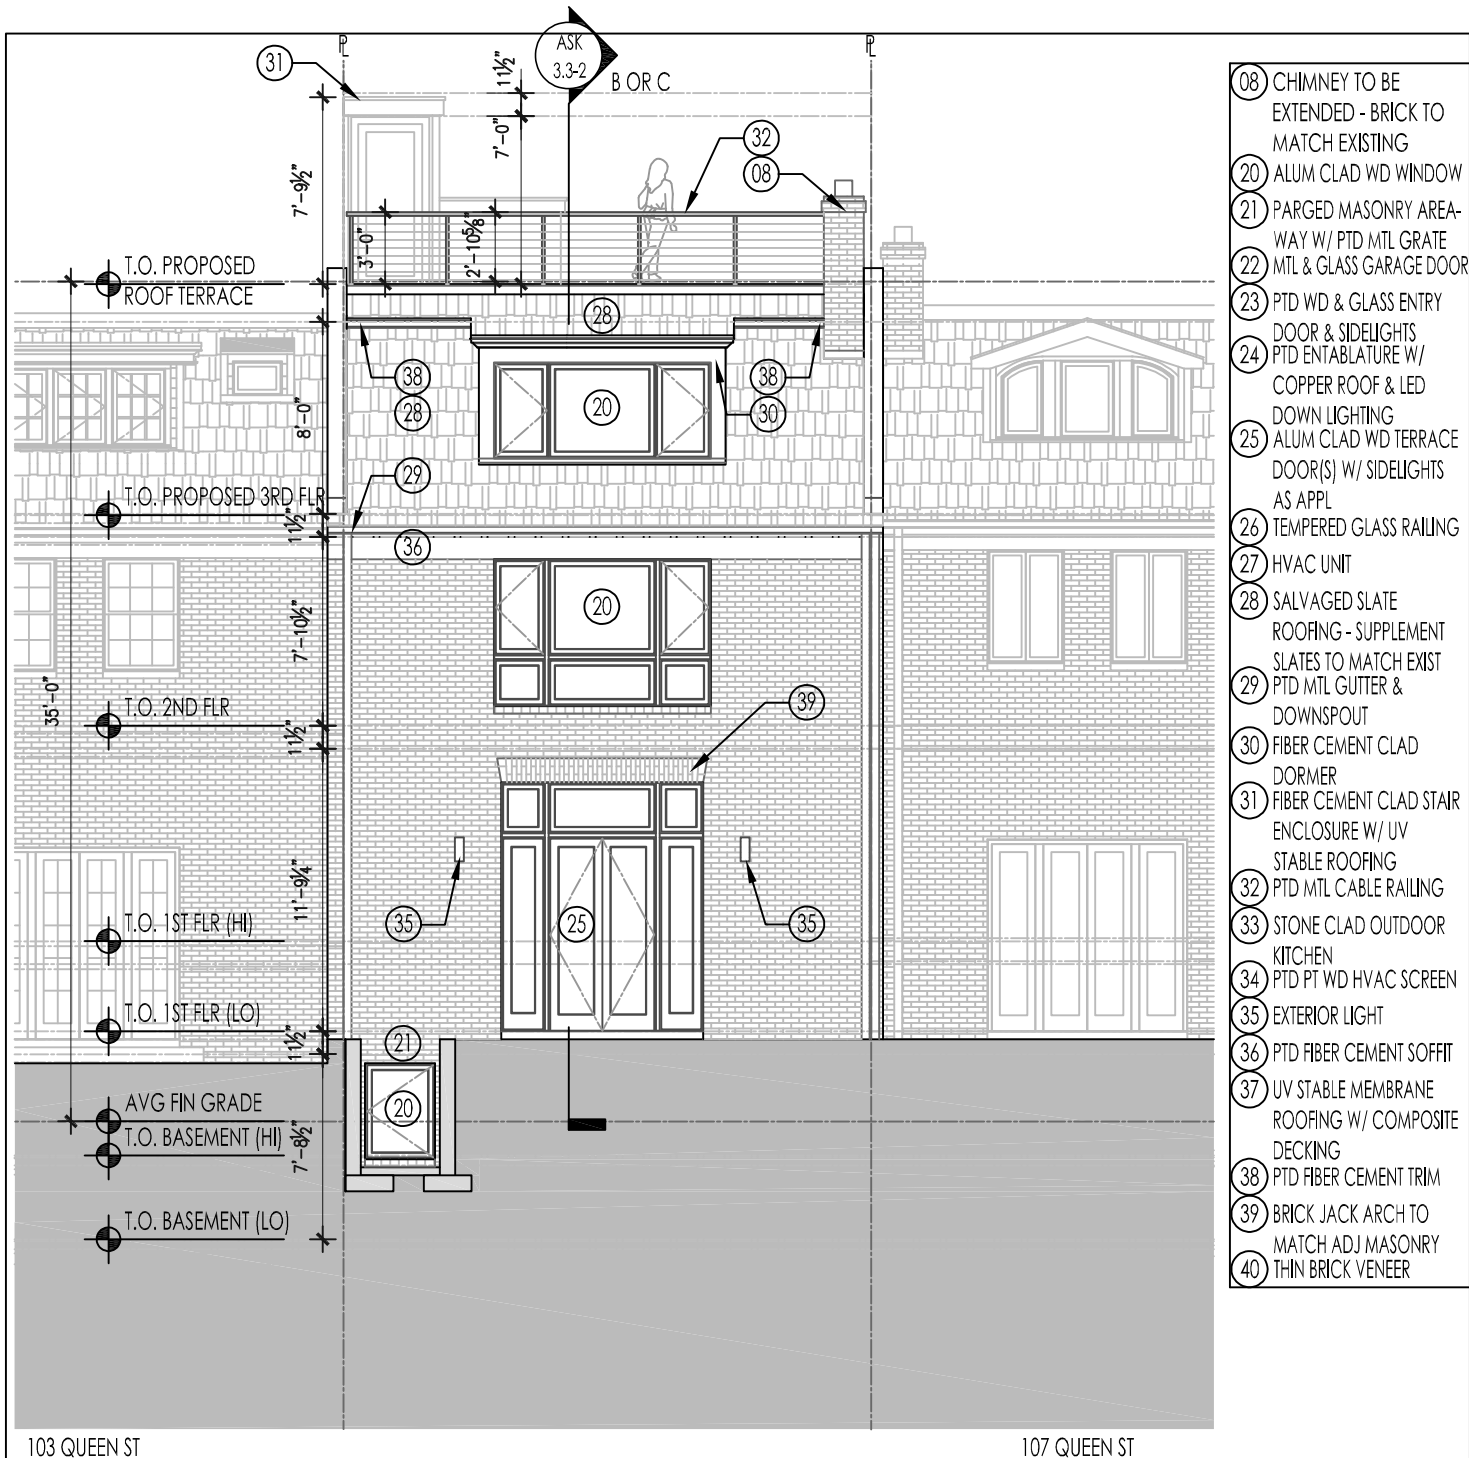 31
ASK
3.3-2
B OR C
11½"
7'-0"
7'-9½"
32
08
3'-0"
2'-10⅝"
T.O. PROPOSED
ROOF TERRACE
28
38
28
20
38
30
8'-0"
29
T.O. PROPOSED 3RD FLR
11½"
36
20
7'-10½"
35'-0"
T.O. 2ND FLR
11½"
39
11'-9¼"
35
25
35
T.O. 1ST FLR (HI)
T.O. 1ST FLR (LO)
11½"
21
20
AVG FIN GRADE
T.O. BASEMENT (HI)
7'-8½"
T.O. BASEMENT (LO)
103 QUEEN ST
107 QUEEN ST
08 CHIMNEY TO BE
EXTENDED - BRICK TO
MATCH EXISTING
20 ALUM CLAD WD WINDOW
21 PARGED MASONRY AREA-
WAY W/ PTD MTL GRATE
22 MTL & GLASS GARAGE DOOR
23 PTD WD & GLASS ENTRY
DOOR & SIDELIGHTS
24 PTD ENTABLATURE W/
COPPER ROOF & LED
DOWN LIGHTING
25 ALUM CLAD WD TERRACE
DOOR(S) W/ SIDELIGHTS
AS APPL
26 TEMPERED GLASS RAILING
27 HVAC UNIT
28 SALVAGED SLATE
ROOFING - SUPPLEMENT
SLATES TO MATCH EXIST
29 PTD MTL GUTTER &
DOWNSPOUT
30 FIBER CEMENT CLAD
DORMER
31 FIBER CEMENT CLAD STAIR
ENCLOSURE W/ UV
STABLE ROOFING
32 PTD MTL CABLE RAILING
33 STONE CLAD OUTDOOR
KITCHEN
34 PTD PT WD HVAC SCREEN
35 EXTERIOR LIGHT
36 PTD FIBER CEMENT SOFFIT
37 UV STABLE MEMBRANE
ROOFING W/ COMPOSITE
DECKING
38 PTD FIBER CEMENT TRIM
39 BRICK JACK ARCH TO
MATCH ADJ MASONRY
40 THIN BRICK VENEER